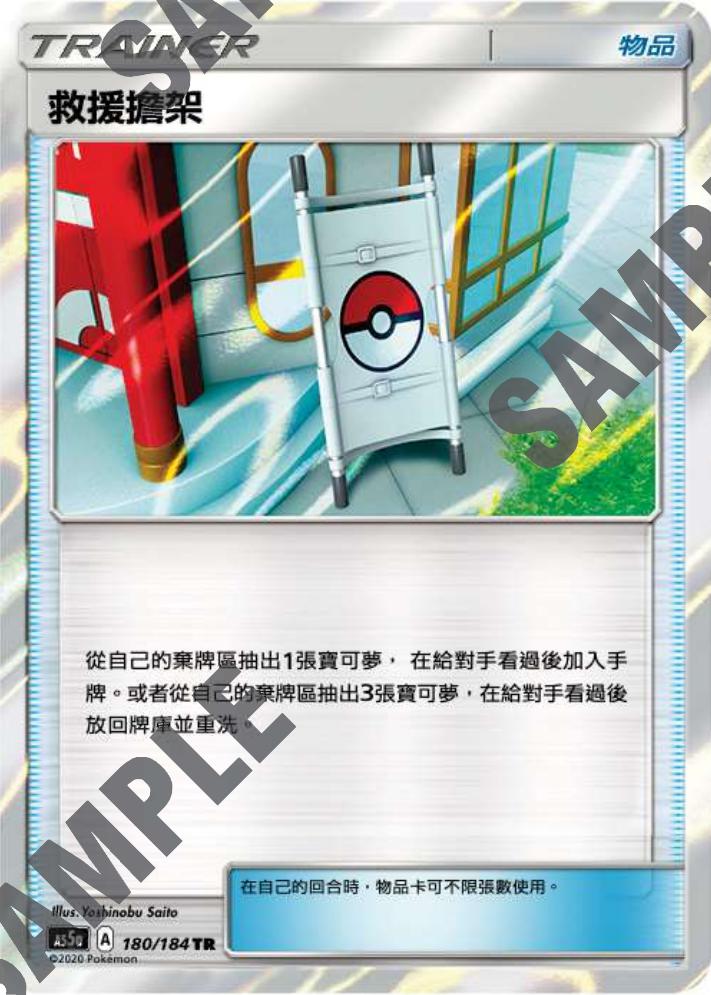 TRAINER
物品
救援擔架
從自己的棄牌區抽出1張寶可夢， 在給對手看過後加入手
牌。或者從自己的棄牌區抽出3張寶可夢，在給對手看過後
放回牌庫並重洗。
在自己的回合時，物品卡可不限張數使用。
Illus. Yoshinobu Saito
A 180/184 TR
©2020 Pokémon
SAMPLE
SAMPLE